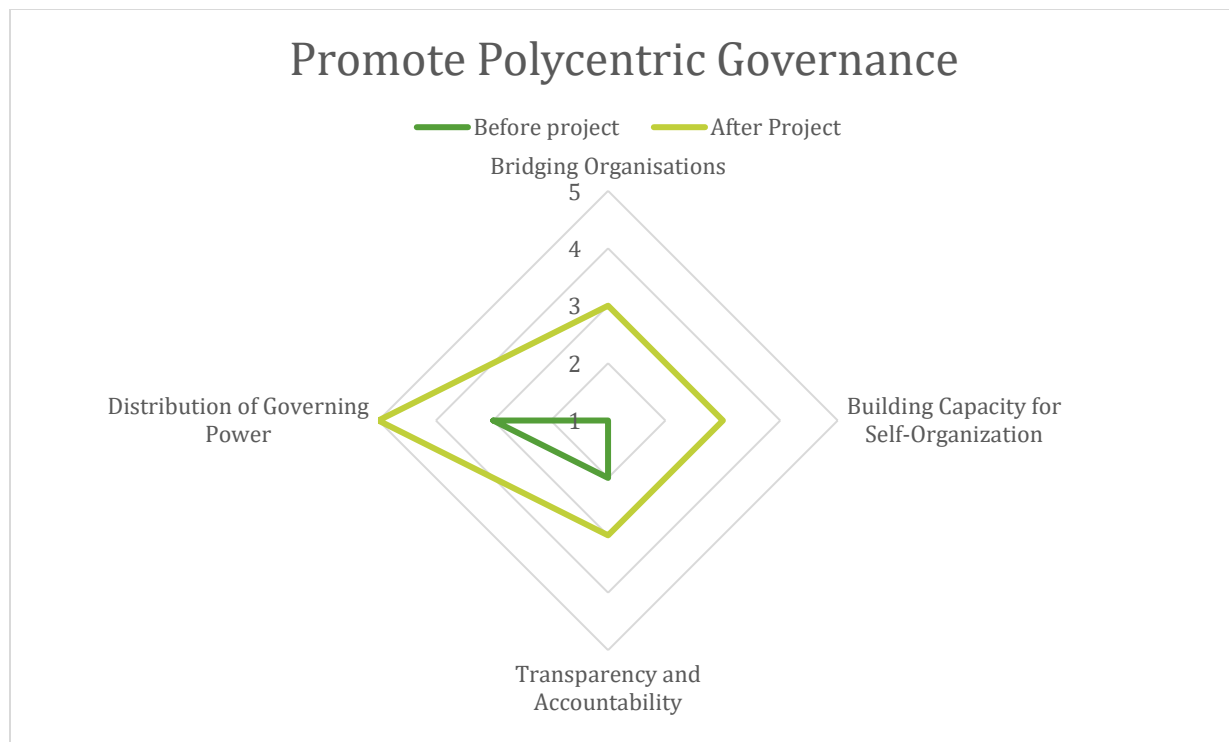 Promote Polycentric Governance
Before project After Project
Bridging Organisations
5
4
3
2
1
Distribution of Governing
Power
Building Capacity for
Self-Organization
Transparency and
Accountability